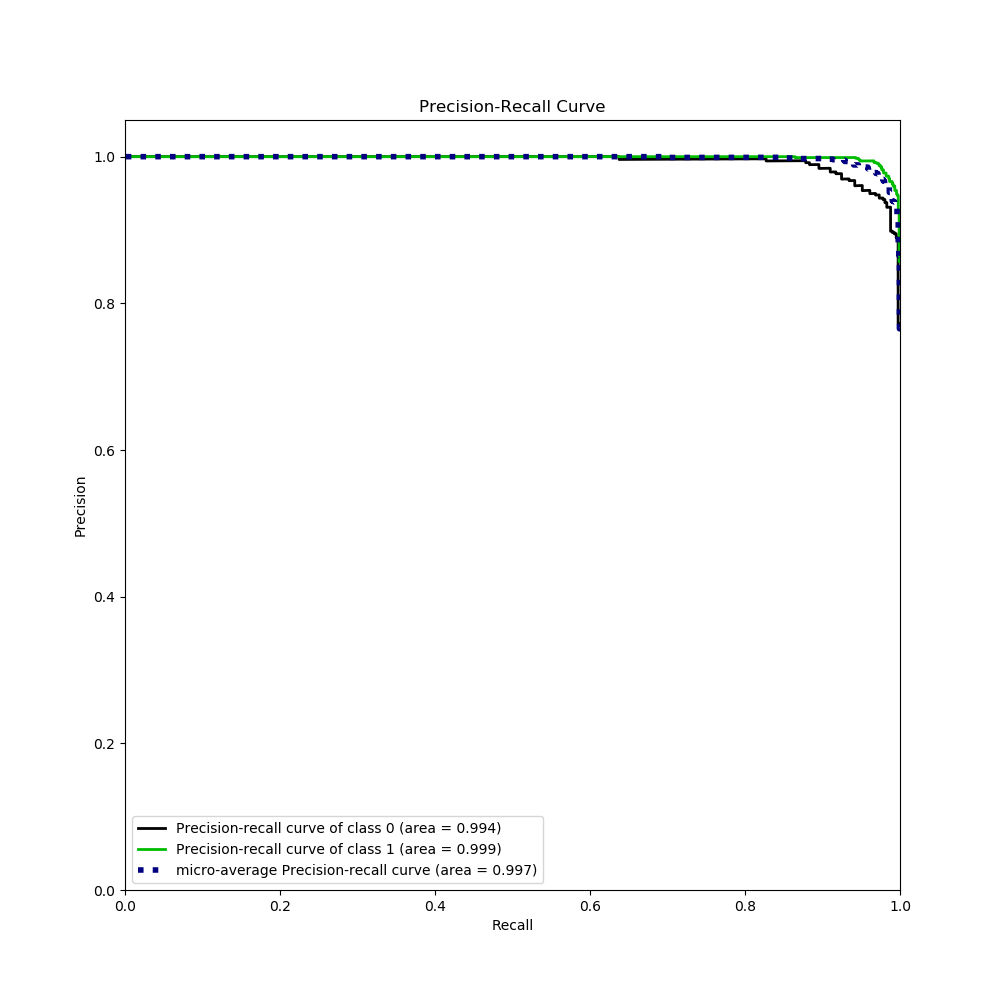 Precision-Recall Curve
1.0
0.8
0.6
0.4
0.2
0.0
Precision
Precision-recall curve of class 0 (area = 0.994)
Precision-recall curve of class 1 (area = 0.999)
micro-average Precision-recall curve (area = 0.997)
0.0 0.2 0.4 0.6 0.8 1.0
Recall